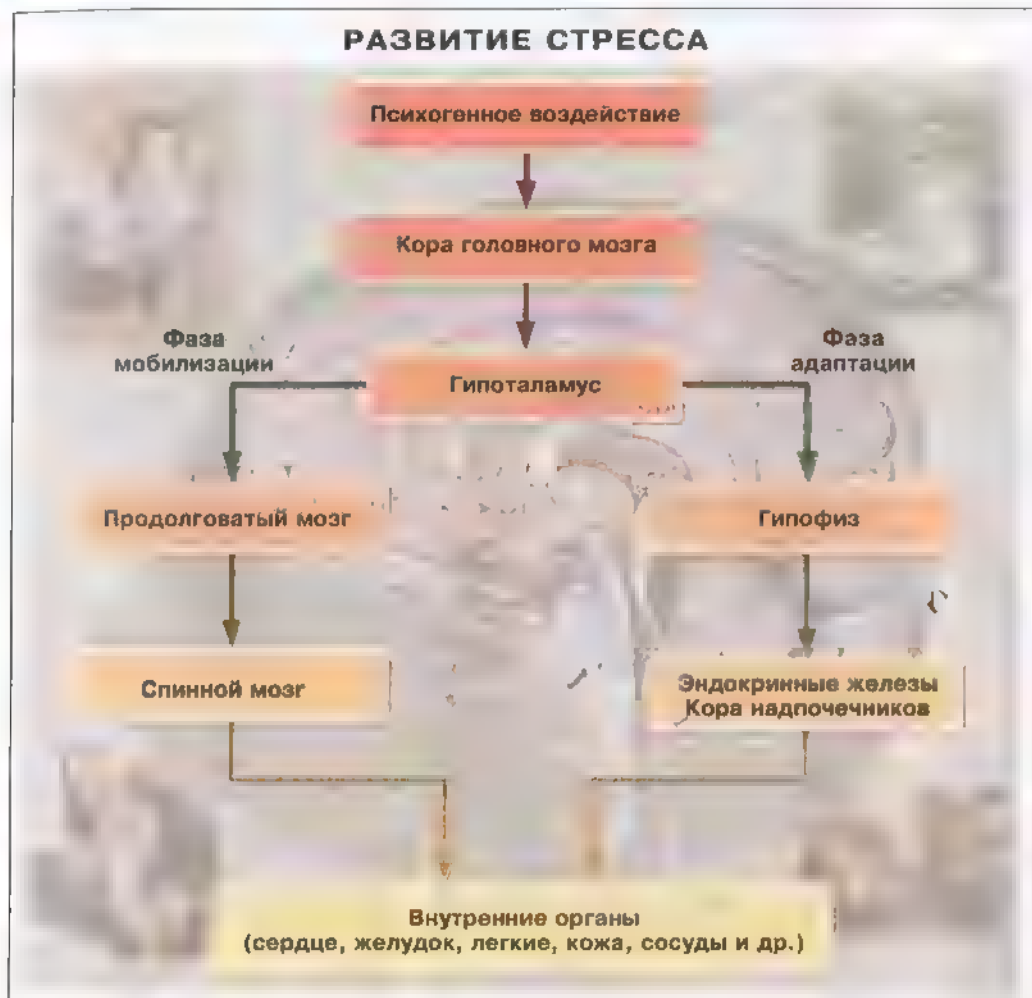 РАЗВИТИЕ СТРЕССА
Психогенное воздействие
Кора головного мозга
Фаза
мобилизации
Фаза
адаптации
Гипоталамус
Продолговатый мозг
Гипофиз
Спинной мозг
Эндокринные железы
Кора надпочечников
Внутренние органы
(сердце, желудок, легкие, кожа, сосуды и др.)